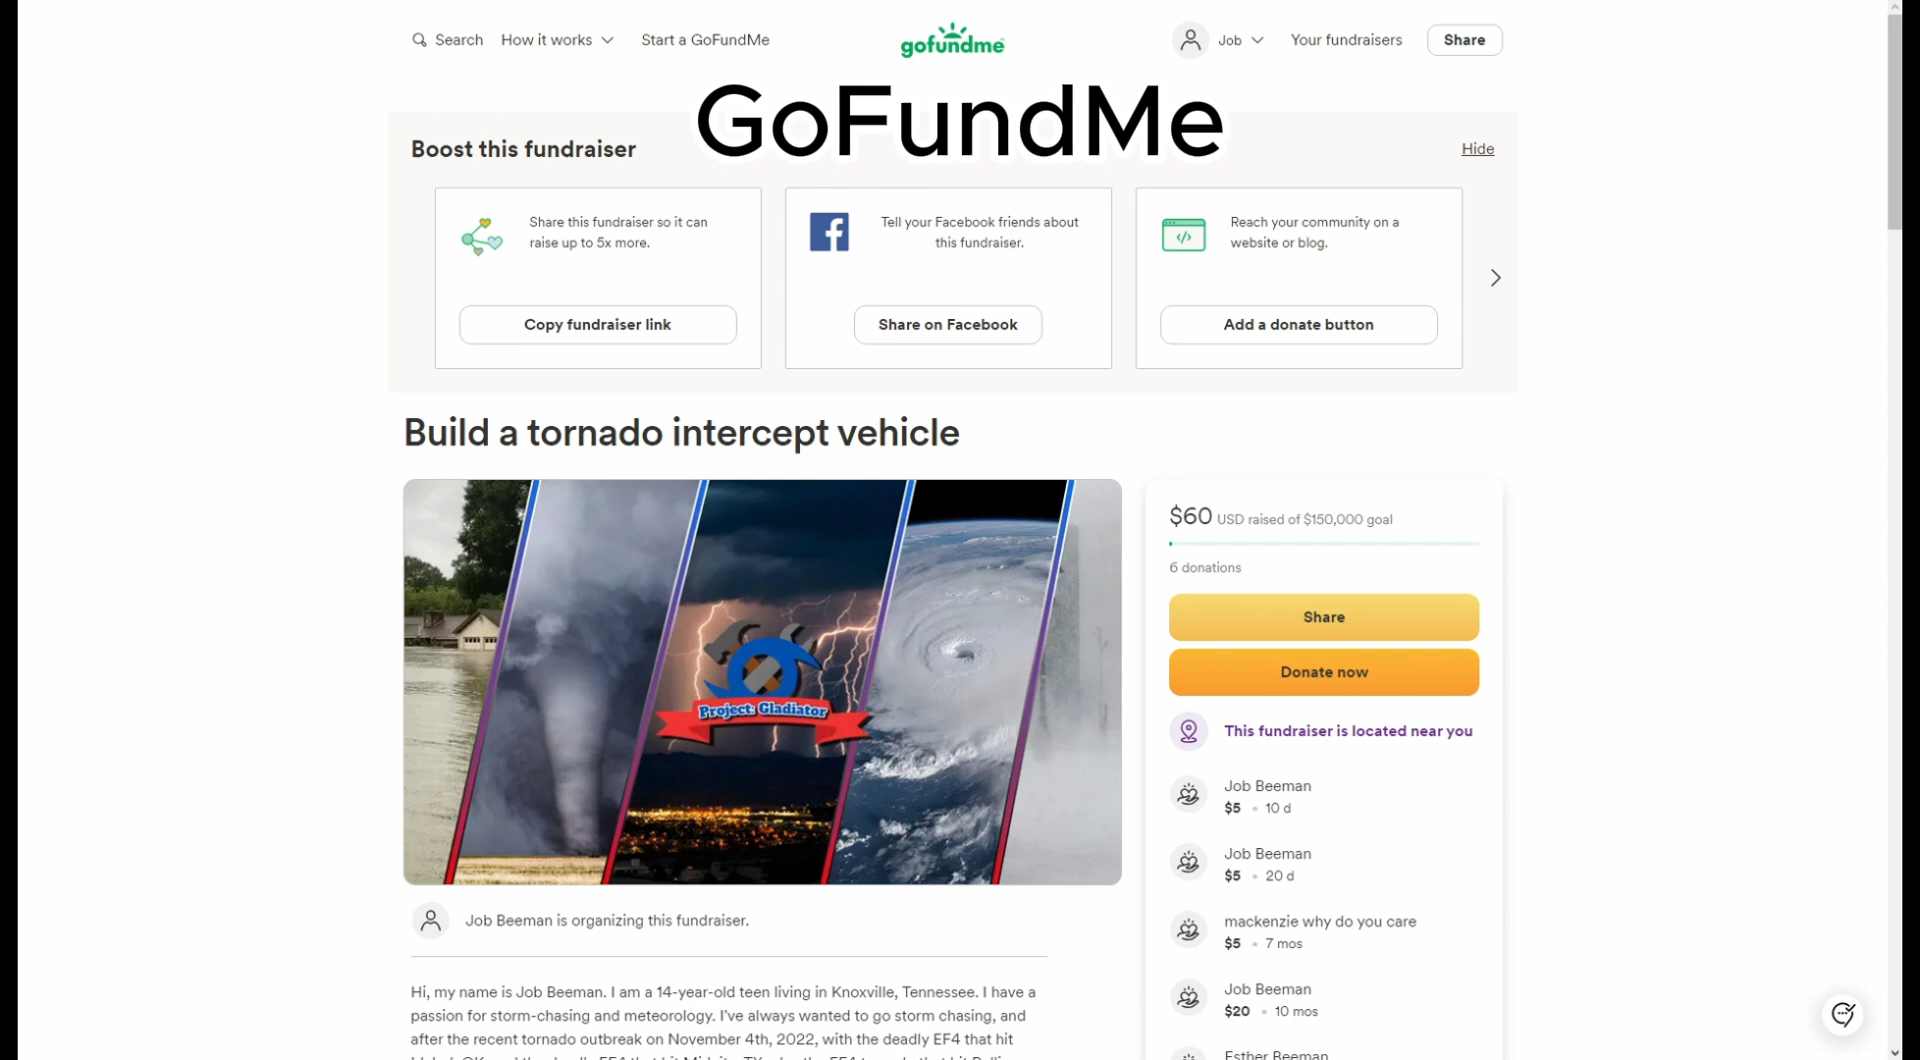 Search How it works Start a GoFundMe gofundme Job Your fundraisers Share
GoFundMe
Boost this fundraiser Hide
Share this fundraiser so it can
raise up to 5x more.
Copy fundraiser link
Tell your Facebook friends about
this fundraiser.
Share on Facebook
Reach your community on a
website or blog.
Add a donate button
Build a tornado intercept vehicle
Project: Gladiator
Job Beeman is organizing this fundraiser.
Hi, my name is Job Beeman. I am a 14-year-old teen living in Knoxville, Tennessee. I have a
passion for storm-chasing and meteorology. I've always wanted to go storm chasing, and
after the recent tornado outbreak on November 4th, 2022, with the deadly EF4 that hit
$60 USD raised of $150,000 goal
6 donations
Share
Donate now
This fundraiser is located near you
Job Beeman
$5 • 10 d
Job Beeman
$5 • 20 d
mackenzie why do you care
$5 • 7 mos
Job Beeman
$20 • 10 mos
Esther Beeman